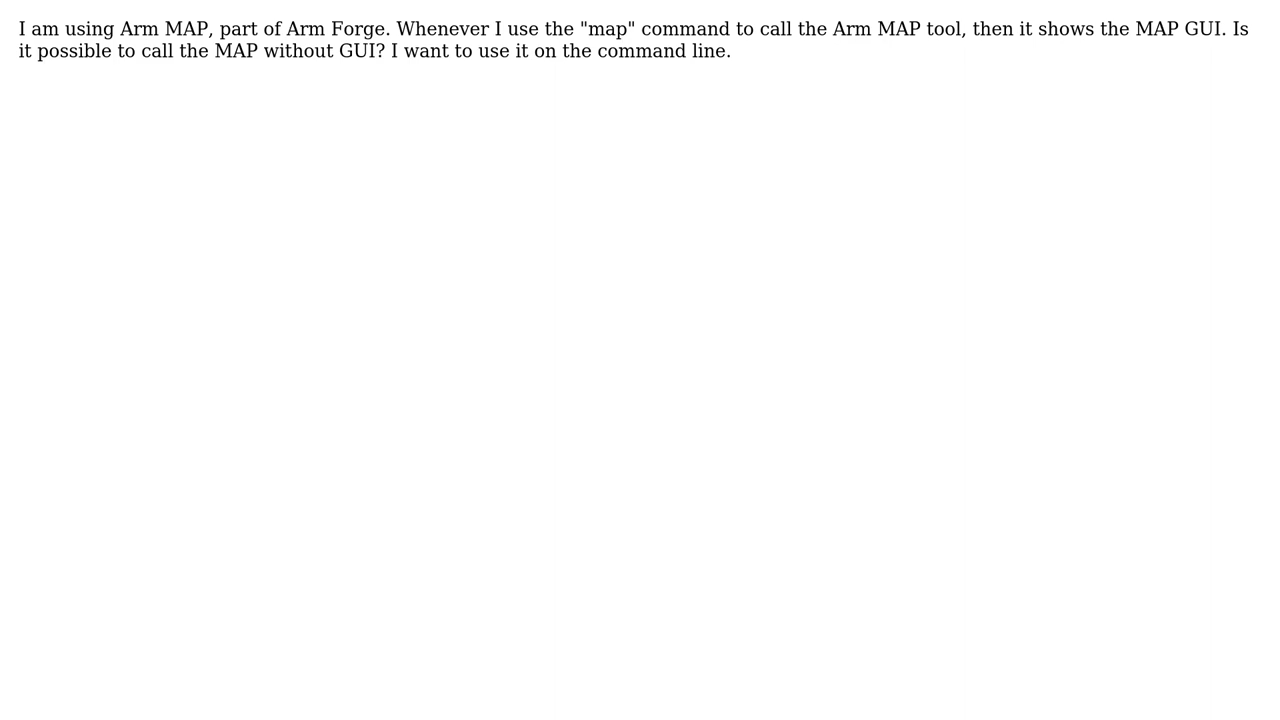 I am using Arm MAP, part of Arm Forge. Whenever I use the "map" command to call the Arm MAP tool, then it shows the MAP GUI. Is
it possible to call the MAP without GUI? I want to use it on the command line.